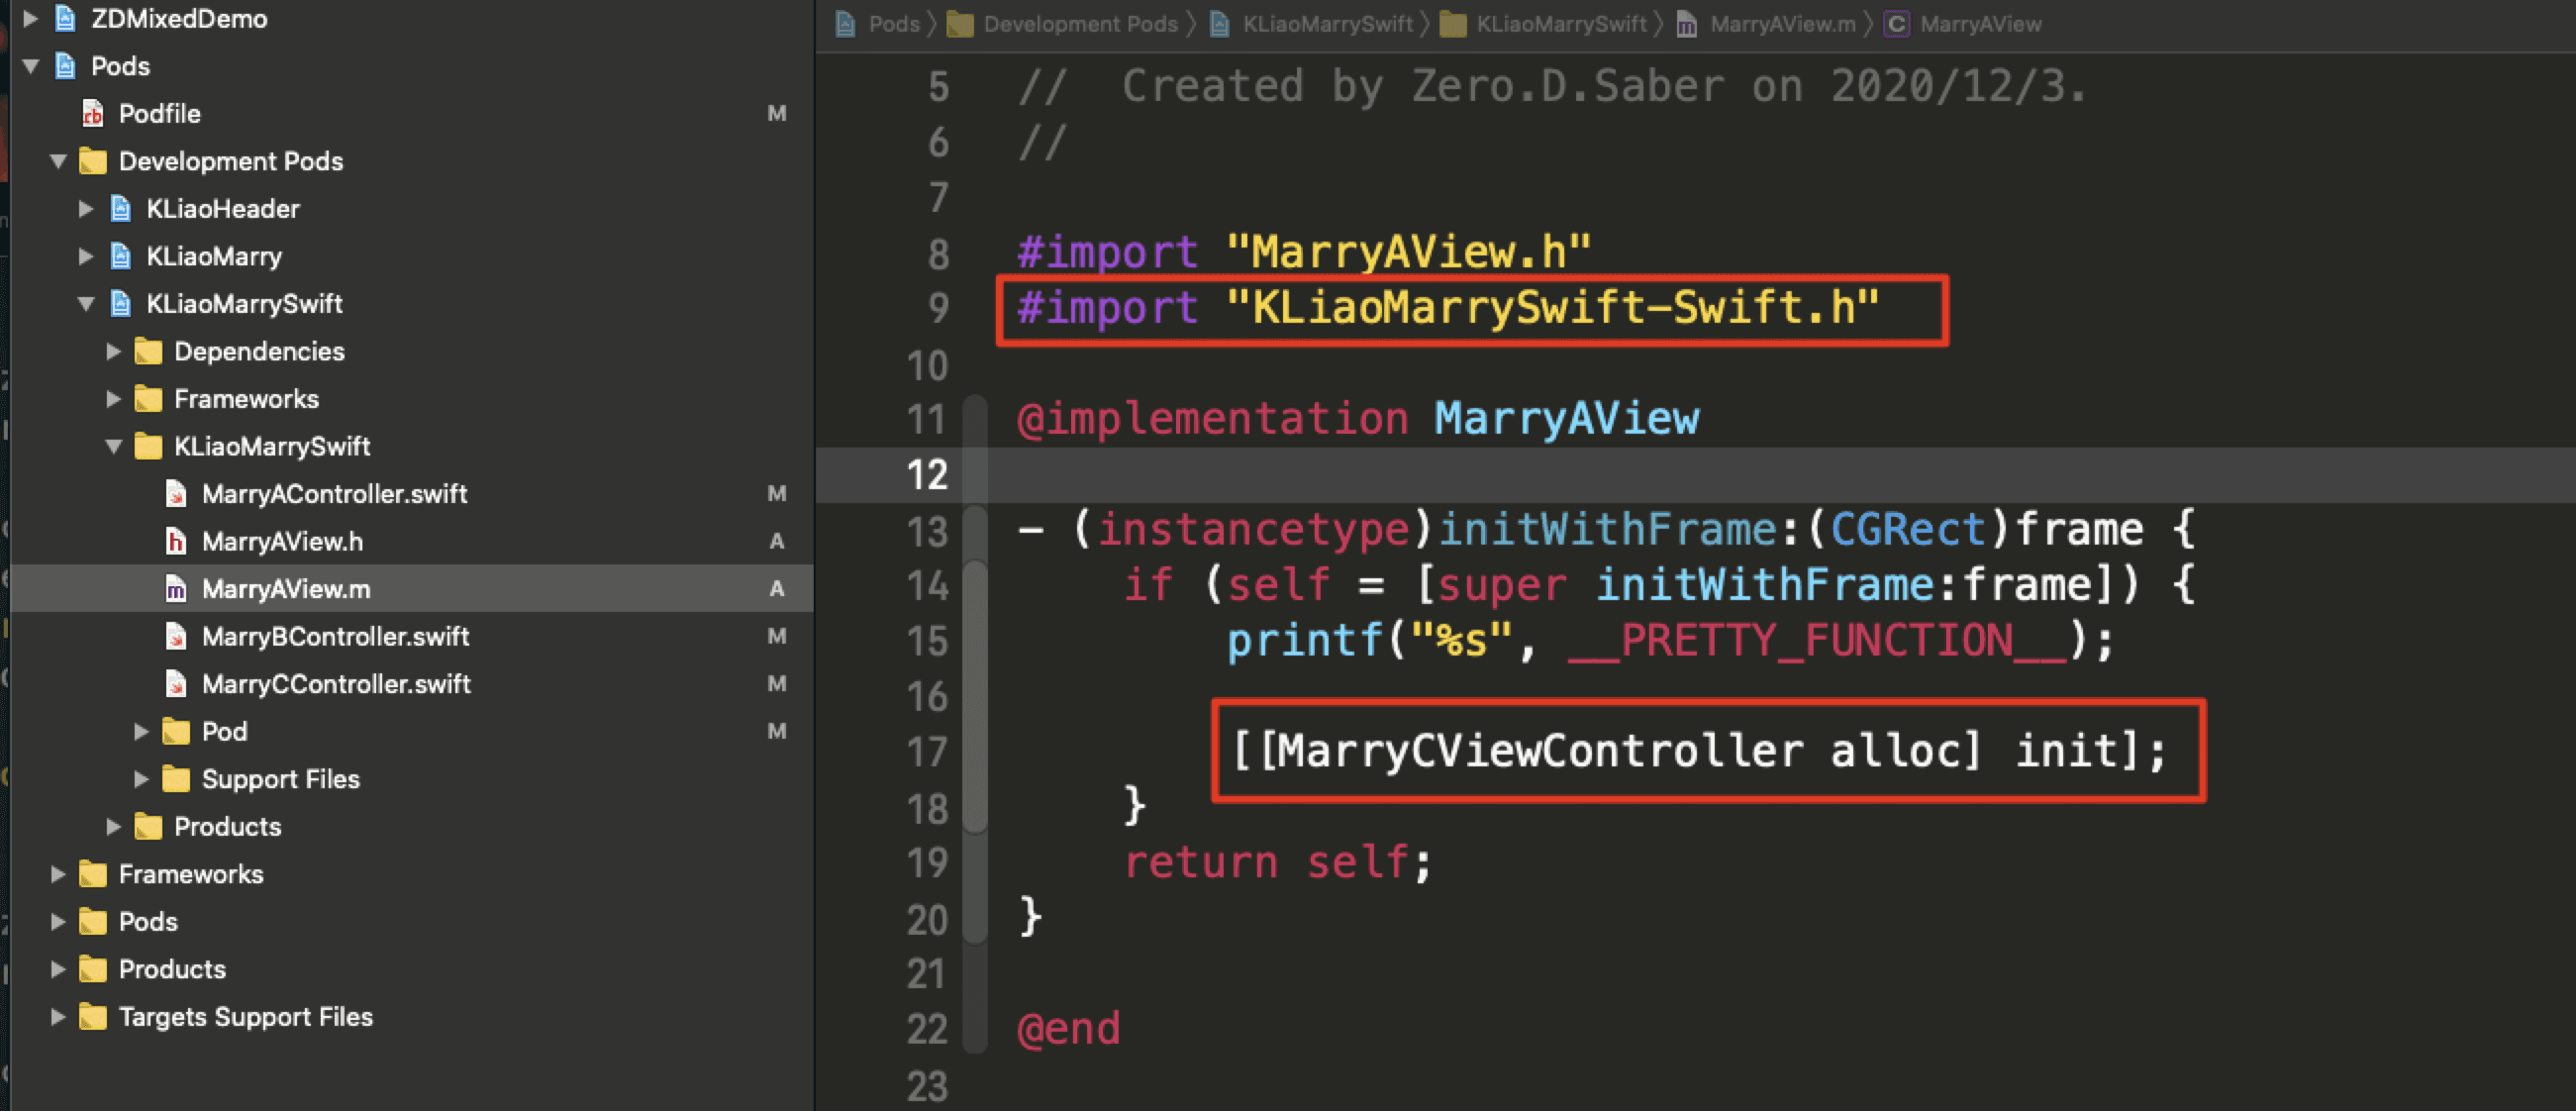 ZDMixedDemo
Pods
Podfile M
Development Pods
KLiaoHeader
KLiaoMarry
KLiaoMarrySwift
Dependencies
Frameworks
KLiaoMarrySwift
MarryAController.swift M
MarryAView.h A
MarryAView.m A
MarryBController.swift M
MarryCController.swift M
Pod M
Support Files
Products
Frameworks
Pods
Products
Targets Support Files
Pods 〉 Development Pods 〉 KLiaoMarrySwift 〉 KLiaoMarrySwift 〉 MarryAView.m 〉 C MarryAView
5 //  Created by Zero.D.Saber on 2020/12/3.
6 //
7
8 #import "MarryAView.h"
9 #import "KLiaoMarrySwift-Swift.h"
10
11 @implementation MarryAView
12
13 - (instancetype)initWithFrame:(CGRect)frame {
14 if (self = [super initWithFrame:frame]) {
15 printf("%s", __PRETTY_FUNCTION__);
16
17 [[MarryCViewController alloc] init];
18 }
19 return self;
20 }
21
22 @end
23